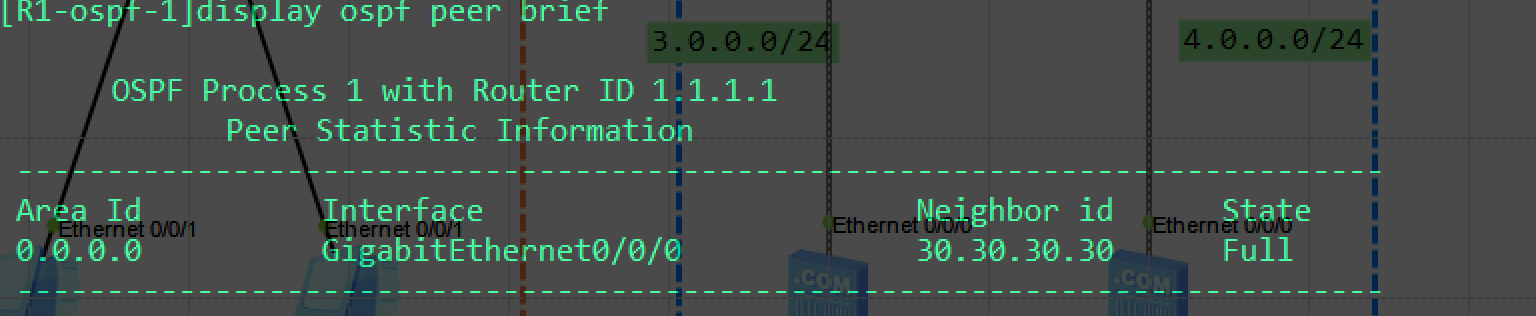 [R1-ospf-1]display ospf peer brief
3.0.0.0/24
4.0.0.0/24
OSPF Process 1 with Router ID 1.1.1.1
Peer Statistic Information
----------------------------------------------------------------------------
Area Id Interface Neighbor id State
Ethernet 0/0/1 Ethernet 0/0/1 Ethernet 0/0/0 Ethernet 0/0/0
0.0.0.0 GigabitEthernet0/0/0 30.30.30.30 Full
.COM .COM
----------------------------------------------------------------------------